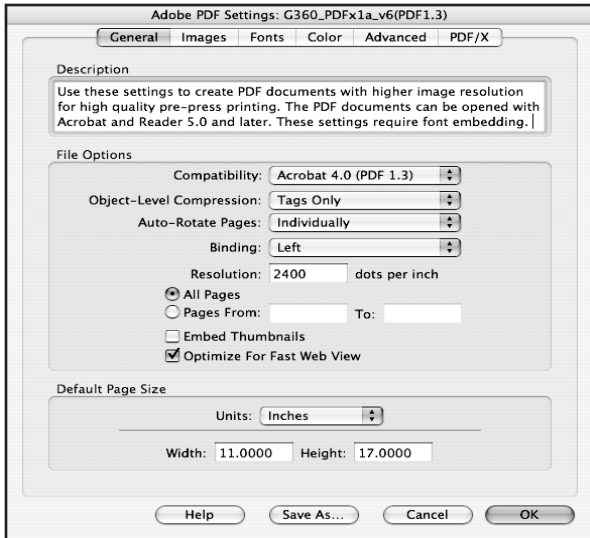 Adobe PDF Settings: G360_PDFx1a_v6(PDF1.3)
General Images Fonts Color Advanced PDF/X
Description
Use these settings to create PDF documents with higher image resolution
for high quality pre-press printing. The PDF documents can be opened with
Acrobat and Reader 5.0 and later. These settings require font embedding.
File Options
Compatibility: Acrobat 4.0 (PDF 1.3)
Object-Level Compression: Tags Only
Auto-Rotate Pages: Individually
Binding: Left
Resolution: 2400 dots per inch
All Pages
Pages From: To:
Embed Thumbnails
Optimize For Fast Web View
Default Page Size
Units: Inches
Width: 11.0000 Height: 17.0000
Help Save As... Cancel OK